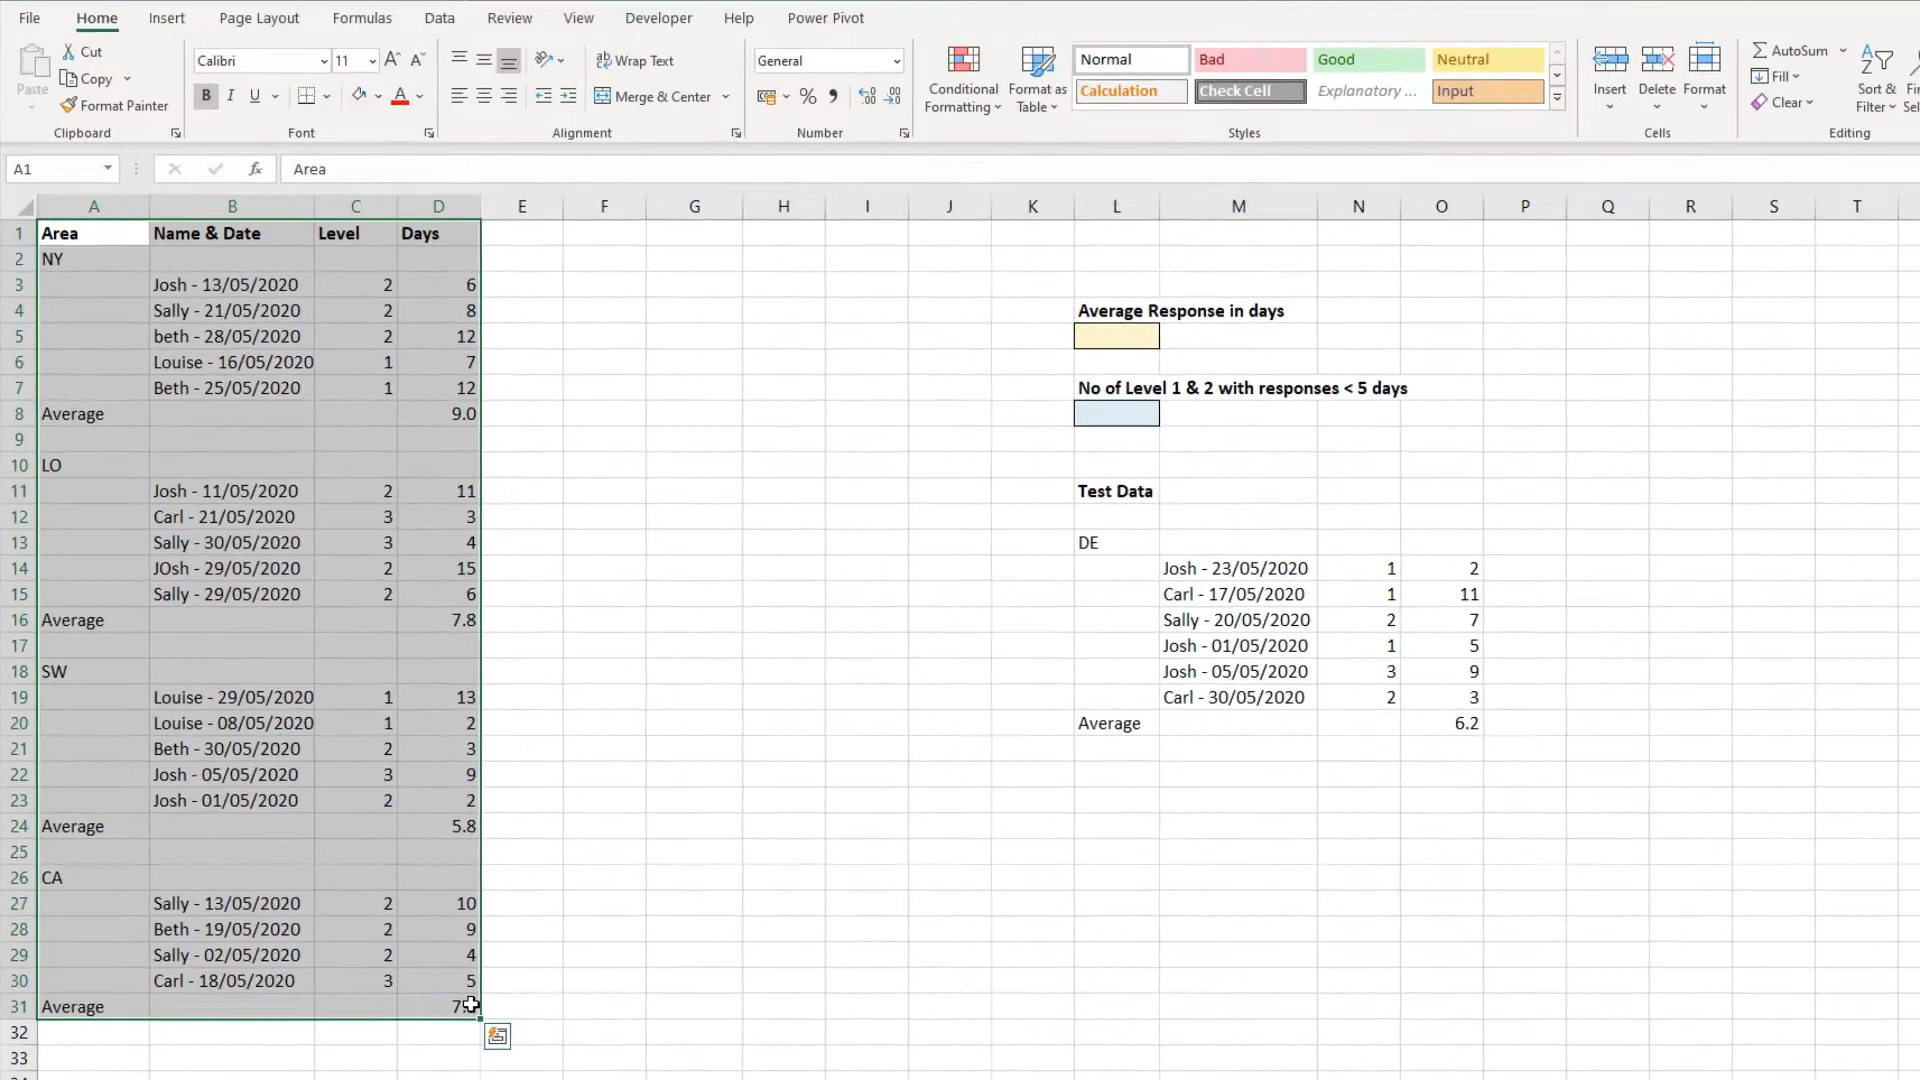 File Home Insert Page Layout Formulas Data Review View Developer Help Power Pivot
Paste Cut Copy Format Painter Clipboard
Calibri 11 A A B I U A Font
ab Wrap Text Merge & Center Alignment
General % Number
Conditional Formatting Format as Table
Normal Bad Good Neutral
Calculation Check Cell Explanatory ... Input
Styles
Insert Delete Format Cells
AutoSum Fill Clear Sort & Filter Editing
A1 fx Area
A B C D E F G H I J K L M N O P Q R S T
1 Area Name & Date Level Days
2 NY
3 Josh - 13/05/2020 2 6
4 Sally - 21/05/2020 2 8 Average Response in days
5 beth - 28/05/2020 2 12
6 Louise - 16/05/2020 1 7
7 Beth - 25/05/2020 1 12 No of Level 1 & 2 with responses < 5 days
8 Average 9.0
9
10 LO
11 Josh - 11/05/2020 2 11 Test Data
12 Carl - 21/05/2020 3 3
13 Sally - 30/05/2020 3 4 DE
14 JOsh - 29/05/2020 2 15 Josh - 23/05/2020 1 2
15 Sally - 29/05/2020 2 6 Carl - 17/05/2020 1 11
16 Average 7.8 Sally - 20/05/2020 2 7
17 Josh - 01/05/2020 1 5
18 SW Josh - 05/05/2020 3 9
19 Louise - 29/05/2020 1 13 Carl - 30/05/2020 2 3
20 Louise - 08/05/2020 1 2 Average 6.2
21 Beth - 30/05/2020 2 3
22 Josh - 05/05/2020 3 9
23 Josh - 01/05/2020 2 2
24 Average 5.8
25
26 CA
27 Sally - 13/05/2020 2 10
28 Beth - 19/05/2020 2 9
29 Sally - 02/05/2020 2 4
30 Carl - 18/05/2020 3 5
31 Average
32
33